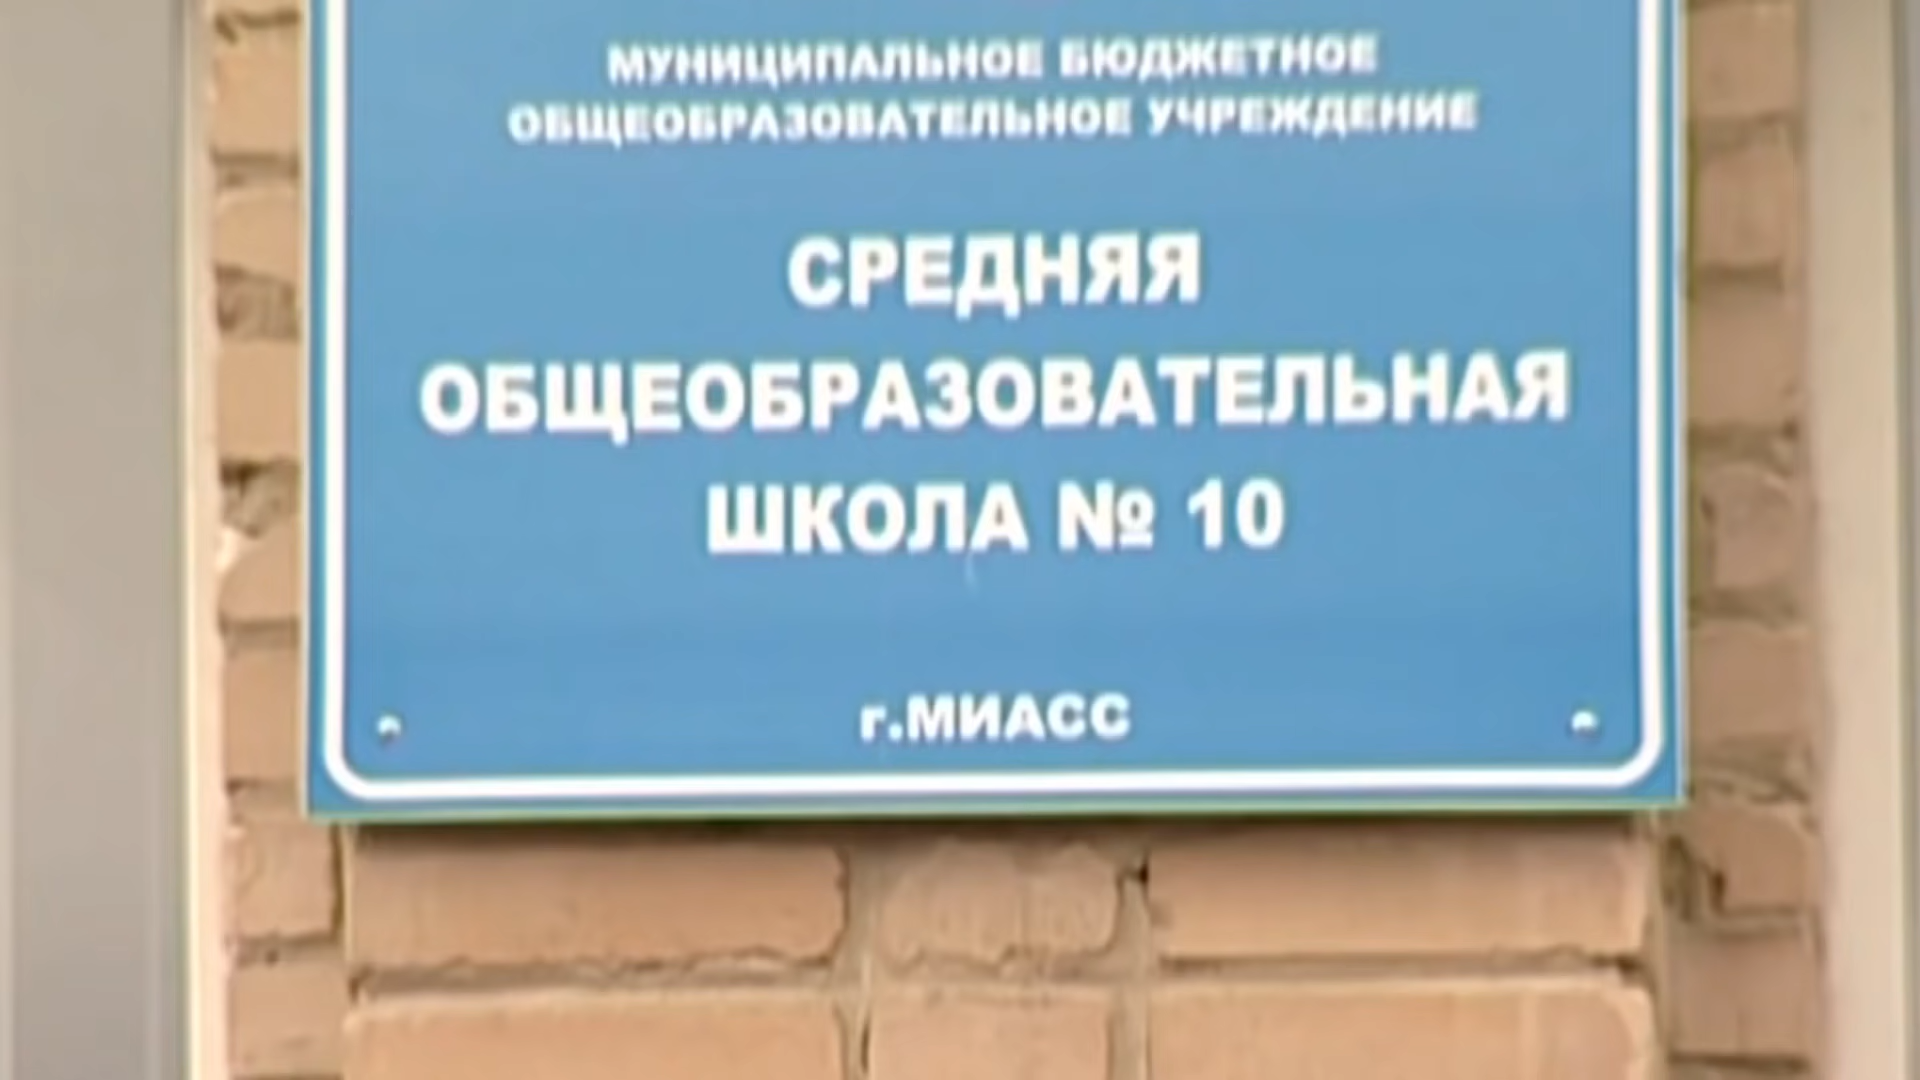 МУНИЦИПАЛЬНОЕ БЮДЖЕТНОЕ
ОБЩЕОБРАЗОВАТЕЛЬНОЕ УЧРЕЖДЕНИЕ
СРЕДНЯЯ
ОБЩЕОБРАЗОВАТЕЛЬНАЯ
ШКОЛА № 10
г.МИАСС